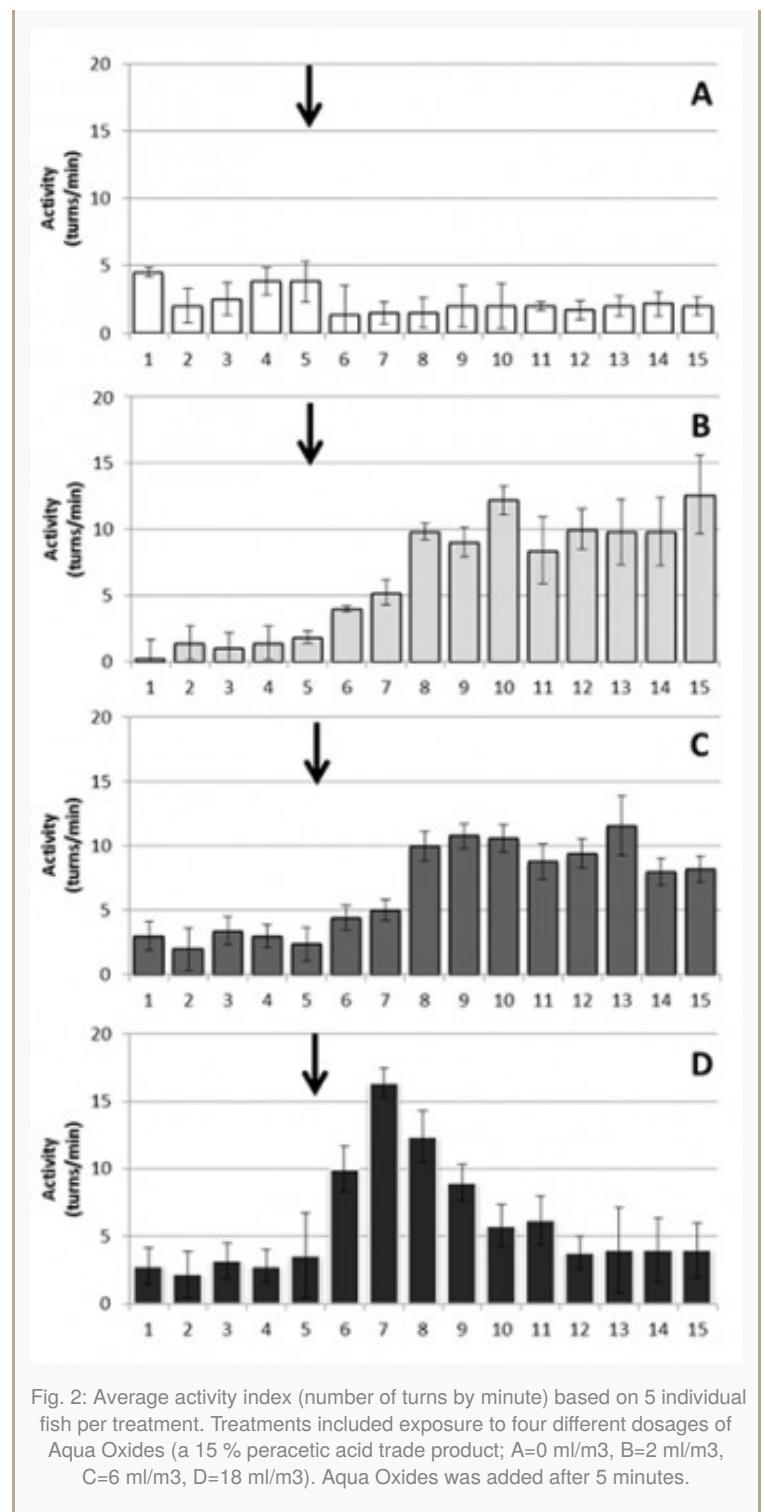 20
A
15
Activity
(turns/min)
10
5
0
1 2 3 4 5 6 7 8 9 10 11 12 13 14 15
20
B
15
Activity
(turns/min)
10
5
0
1 2 3 4 5 6 7 8 9 10 11 12 13 14 15
20
C
15
Activity
(turns/min)
10
5
0
1 2 3 4 5 6 7 8 9 10 11 12 13 14 15
20
D
15
Activity
(turns/min)
10
5
0
1 2 3 4 5 6 7 8 9 10 11 12 13 14 15
Fig. 2: Average activity index (number of turns by minute) based on 5 individual
fish per treatment. Treatments included exposure to four different dosages of
Aqua Oxides (a 15 % peracetic acid trade product; A=0 ml/m3, B=2 ml/m3,
C=6 ml/m3, D=18 ml/m3). Aqua Oxides was added after 5 minutes.